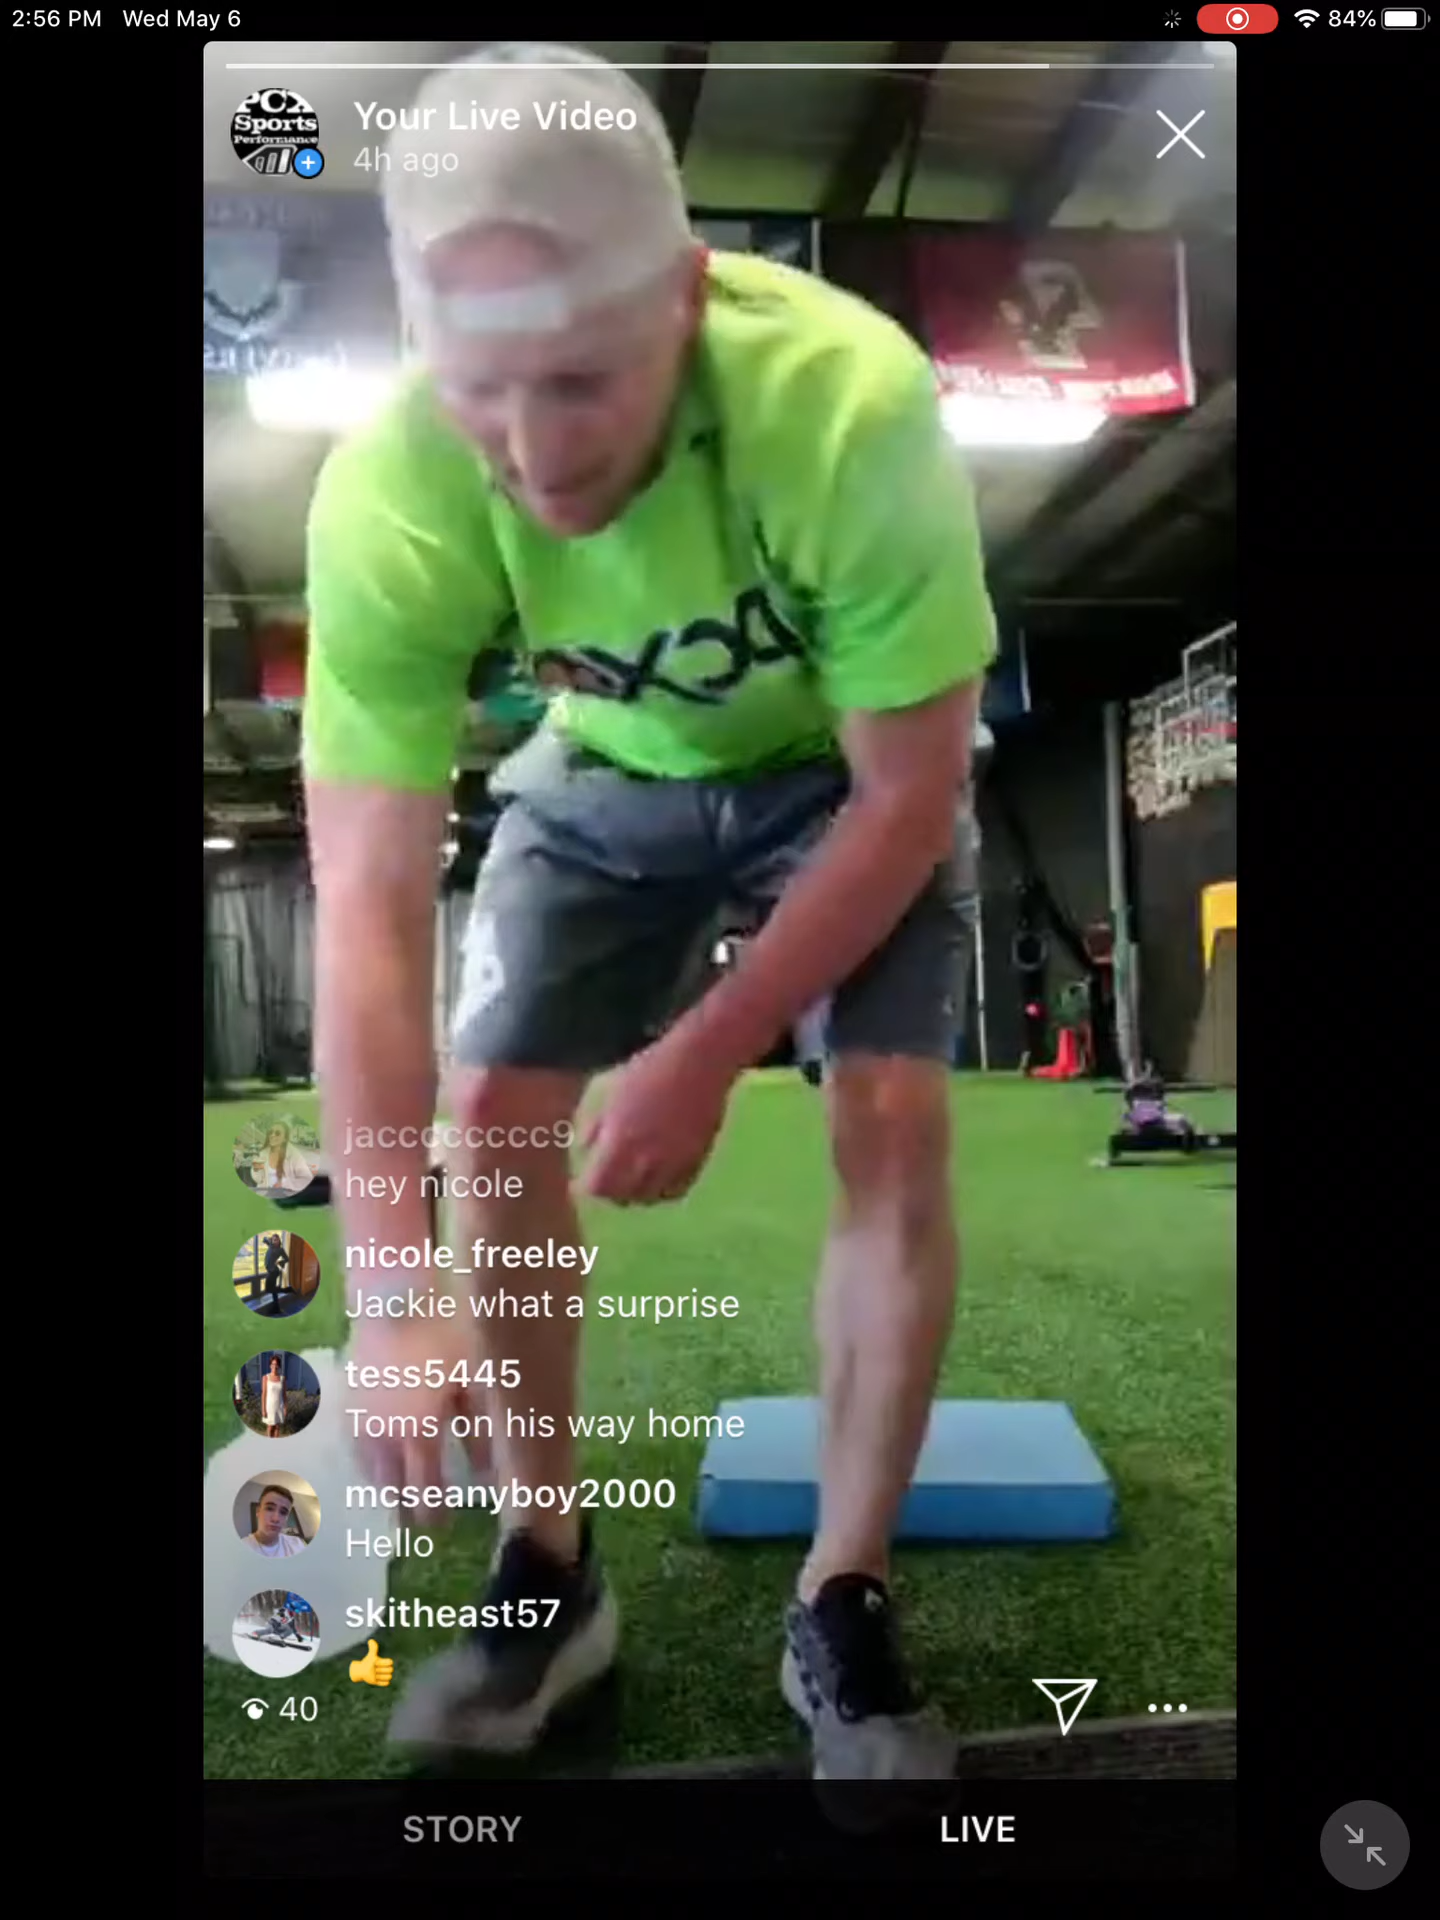 2:56 PM Wed May 6
84%
PCX
Sports
Performance
Your Live Video
4h ago
PCX
jacccccccc9
hey nicole
nicole_freeley
Jackie what a surprise
tess5445
Toms on his way home
mcseanyboy2000
Hello
skitheast57
👍
40
STORY
LIVE